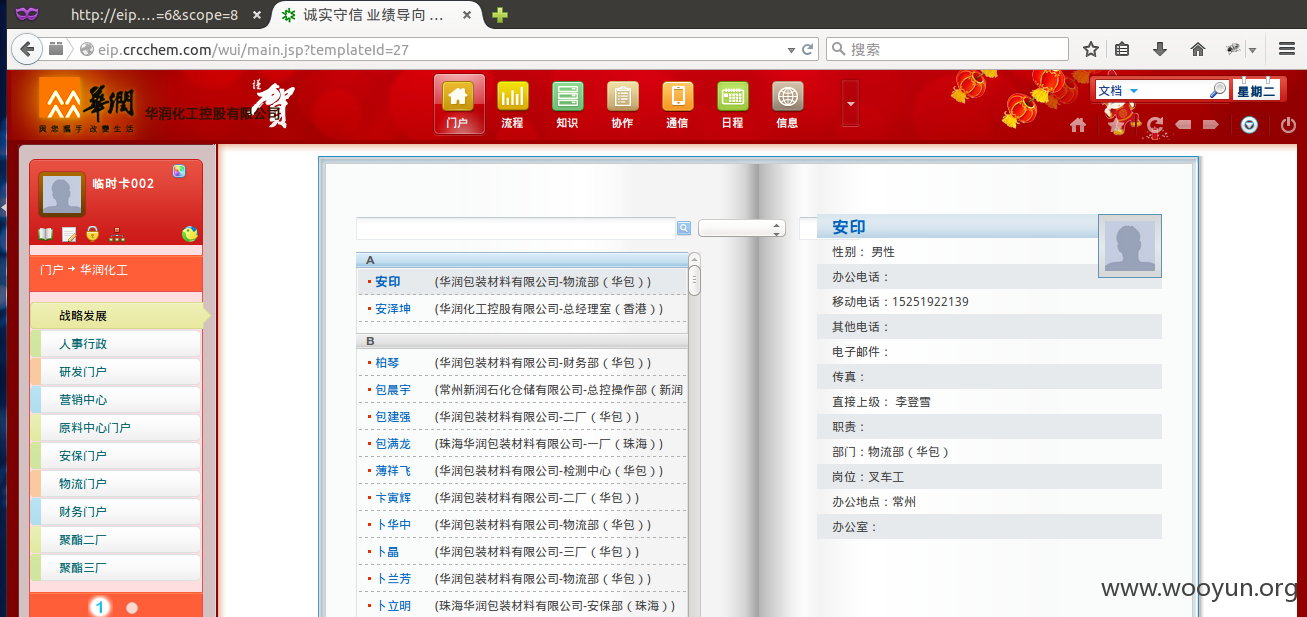 http://eip....=6&scope=8
诚实守信 业绩导向 ...
eip.crcchem.com/wui/main.jsp?templateId=27
搜索
華潤
與您攜手 改變生活
华润化工控股有限公司
谨
賀
门户
流程
知识
协作
通信
日程
信息
文档
星期二
临时卡002
门户 → 华润化工
战略发展
人事行政
研发门户
营销中心
原料中心门户
安保门户
物流门户
财务门户
聚酯二厂
聚酯三厂
1
A
安印 (华润包装材料有限公司-物流部（华包）)
安泽坤 (华润化工控股有限公司-总经理室（香港）)
B
柏琴 (华润包装材料有限公司-财务部（华包）)
包晨宇 (常州新润石化仓储有限公司-总控操作部（新润
包建强 (华润包装材料有限公司-二厂（华包）)
包满龙 (珠海华润包装材料有限公司-一厂（珠海）)
薄祥飞 (华润包装材料有限公司-检测中心（华包）)
卞寅辉 (华润包装材料有限公司-二厂（华包）)
卜华中 (华润包装材料有限公司-物流部（华包）)
卜晶 (华润包装材料有限公司-三厂（华包）)
卜兰芳 (华润包装材料有限公司-物流部（华包）)
卜立明 (珠海华润包装材料有限公司-安保部（珠海）)
安印
性别： 男性
办公电话：
移动电话：15251922139
其他电话：
电子邮件：
传真：
直接上级： 李登雪
职责：
部门：物流部（华包）
岗位：叉车工
办公地点：常州
办公室：
www.wooyun.org